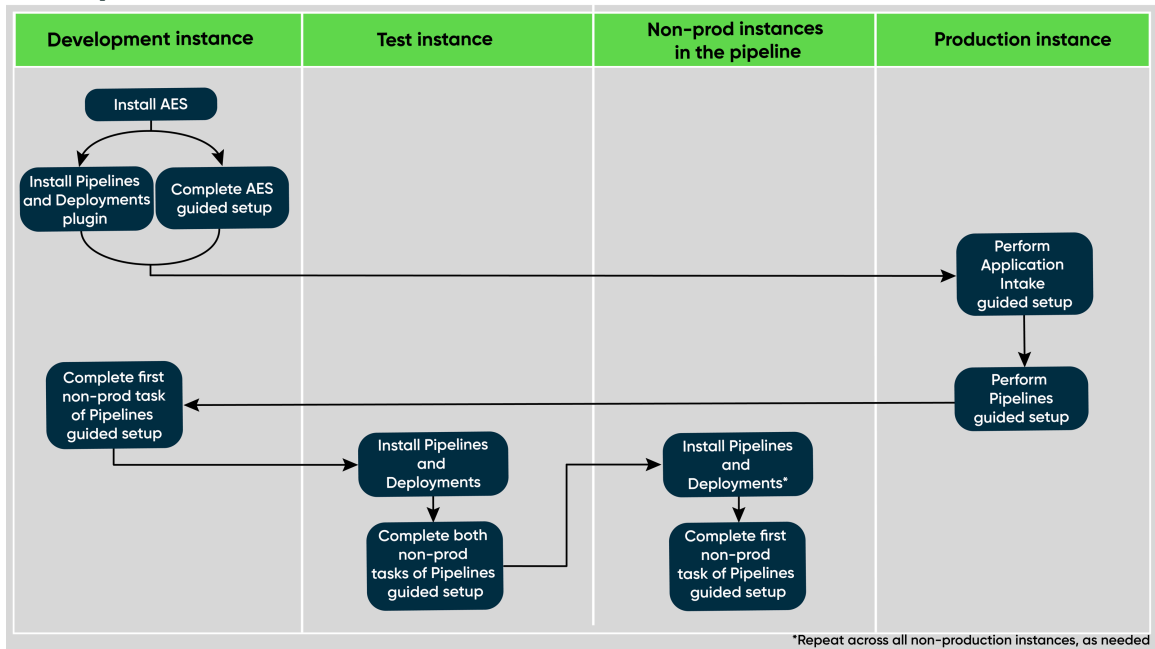 Development instance
Test instance
Non-prod instances
in the pipeline
Production instance
Install AES
Install Pipelines
and Deployments
plugin
Complete AES
guided setup
Perform
Application
Intake
guided setup
Perform
Pipelines
guided setup
Complete first
non-prod task
of Pipelines
guided setup
Install Pipelines
and
Deployments
Complete both
non-prod
tasks of Pipelines
guided setup
Install Pipelines
and
Deployments*
Complete first
non-prod
task of Pipelines
guided setup
*Repeat across all non-production instances, as needed